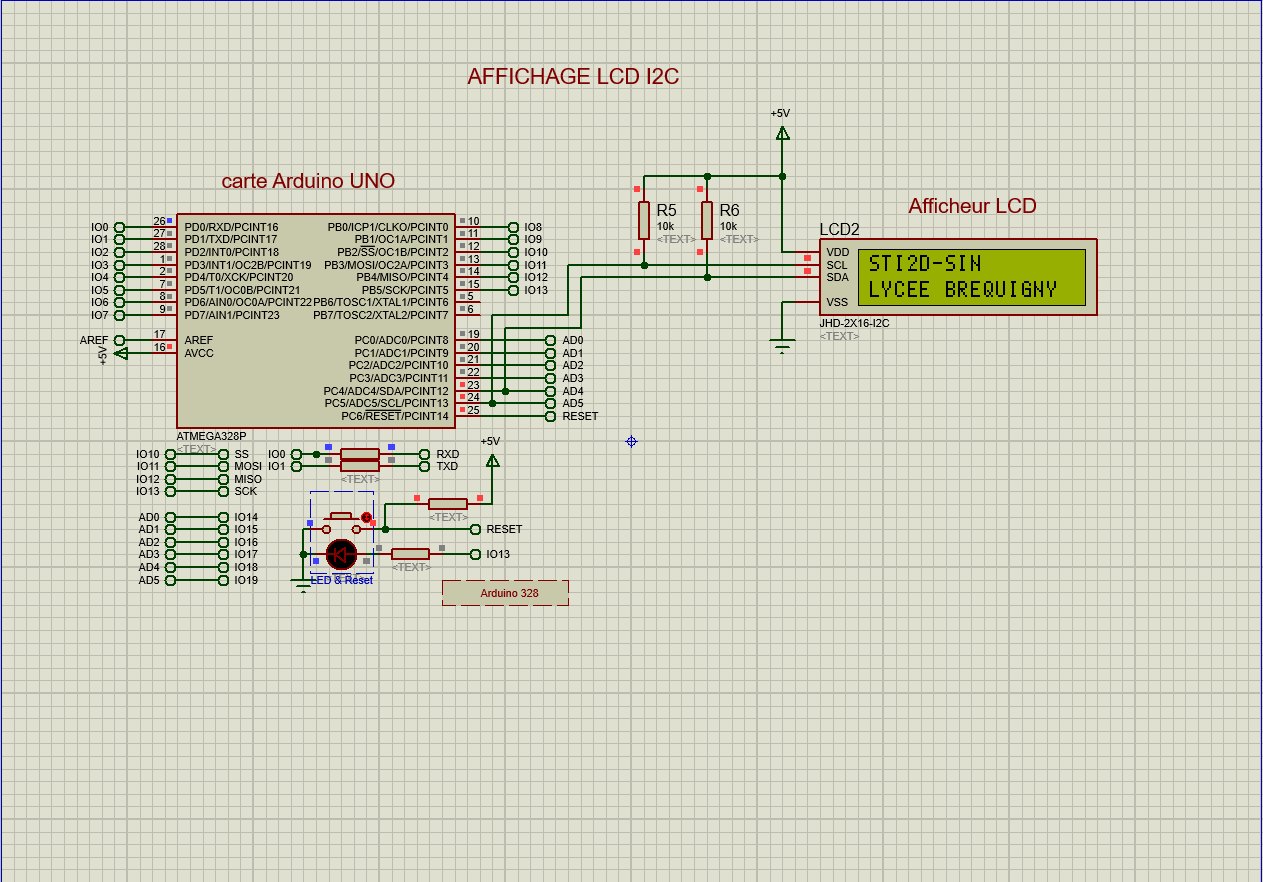 AFFICHAGE LCD I2C
+5V
carte Arduino UNO
Afficheur LCD
R5
10k
<TEXT>
R6
10k
<TEXT>
LCD2
VDD
SCL
SDA
VSS
STI2D-SIN
LYCEE BREQUIGNY
JHD-2X16-I2C
<TEXT>
IO0 26 PD0/RXD/PCINT16 PB0/ICP1/CLKO/PCINT0 10 IO8
IO1 27 PD1/TXD/PCINT17 PB1/OC1A/PCINT1 11 IO9
IO2 28 PD2/INT0/PCINT18 PB2/SS/OC1B/PCINT2 12 IO10
IO3 1 PD3/INT1/OC2B/PCINT19 PB3/MOSI/OC2A/PCINT3 13 IO11
IO4 2 PD4/T0/XCK/PCINT20 PB4/MISO/PCINT4 14 IO12
IO5 7 PD5/T1/OC0B/PCINT21 PB5/SCK/PCINT5 15 IO13
IO6 8 PD6/AIN0/OC0A/PCINT22 PB6/TOSC1/XTAL1/PCINT6 5
IO7 9 PD7/AIN1/PCINT23 PB7/TOSC2/XTAL2/PCINT7 6
AREF 17 AREF PC0/ADC0/PCINT8 19 AD0
+5V 16 AVCC PC1/ADC1/PCINT9 20 AD1
PC2/ADC2/PCINT10 21 AD2
PC3/ADC3/PCINT11 22 AD3
PC4/ADC4/SDA/PCINT12 23 AD4
PC5/ADC5/SCL/PCINT13 24 AD5
PC6/RESET/PCINT14 25 RESET
ATMEGA328P
<TEXT>
IO10 SS
IO11 MOSI
IO12 MISO
IO13 SCK
IO0 RXD
IO1 TXD
<TEXT>
+5V
<TEXT>
RESET
IO13
<TEXT>
AD0 IO14
AD1 IO15
AD2 IO16
AD3 IO17
AD4 IO18
AD5 IO19
LED & Reset
Arduino 328